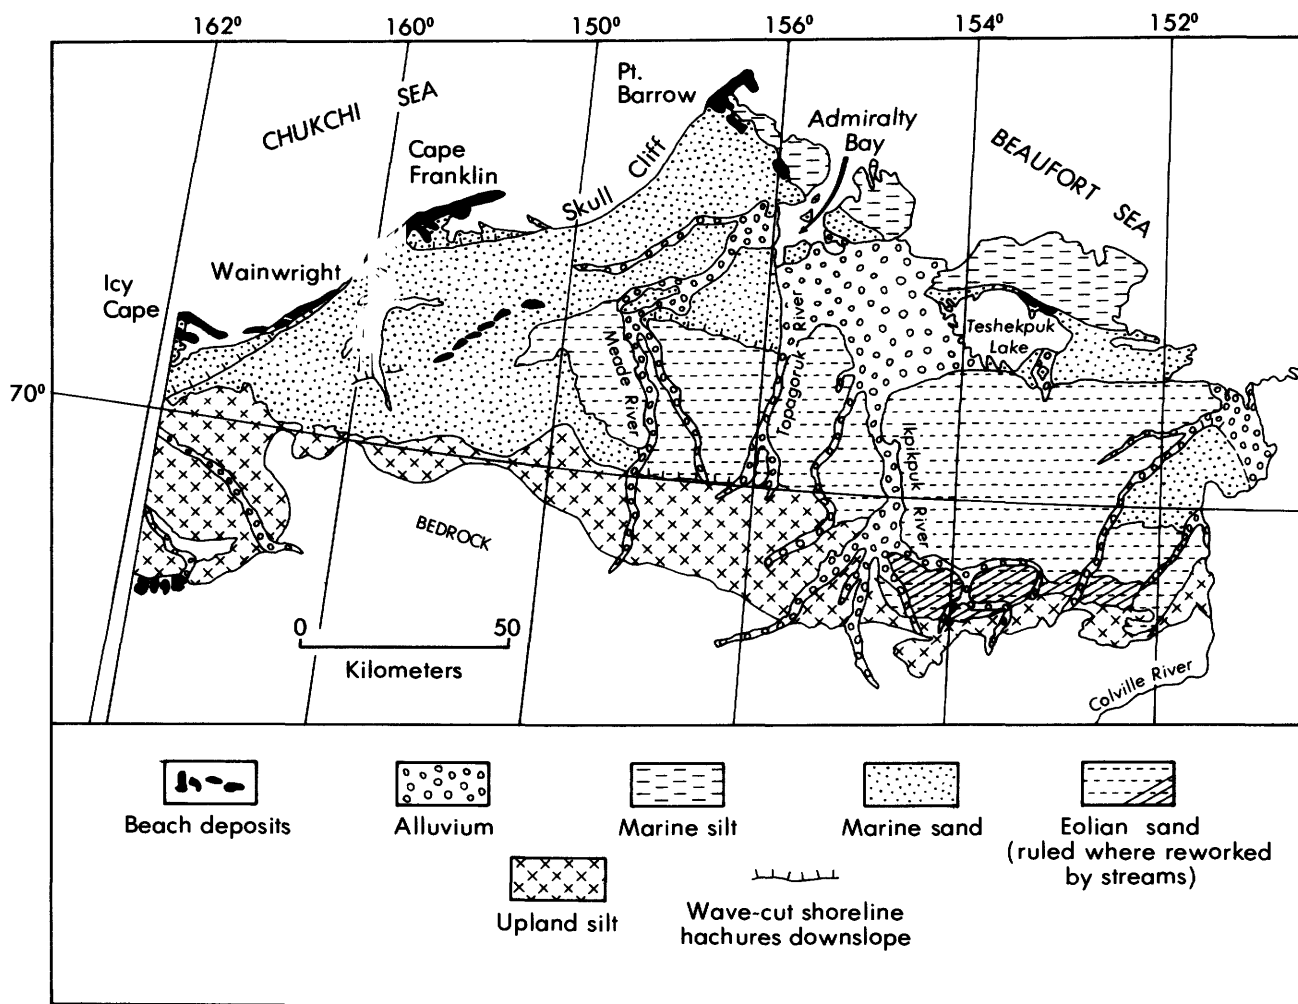 162° 160° 150° 156° 154° 152°
CHUKCHI SEA
Pt.
Barrow
Admiralty
Bay
BEAUFORT SEA
Cape
Franklin
Skull Cliff
Icy
Cape
Wainwright
Teshekpuk
Lake
Meade River
Topagoruk River
Ikpikpuk River
70°
BEDROCK
0 50
Kilometers
Colville River
Beach deposits
Alluvium
Marine silt
Marine sand
Eolian sand
(ruled where reworked
by streams)
Upland silt
Wave-cut shoreline
hachures downslope